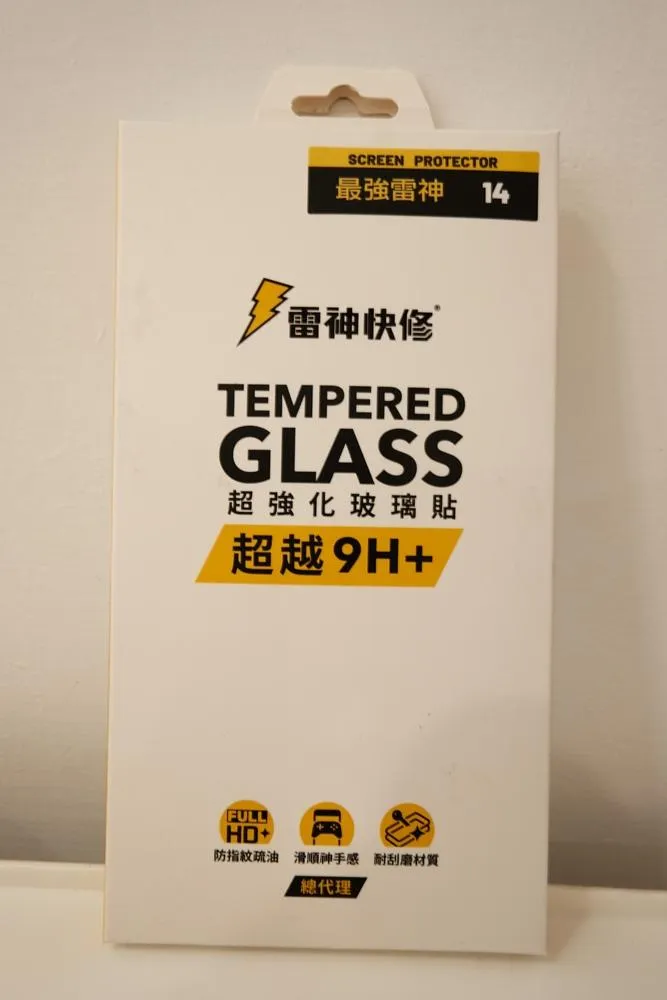 SCREEN PROTECTOR
最強雷神 14
雷神快修®
TEMPERED
GLASS
超強化玻璃貼
超越9H+
FULL
HD+
防指紋疏油 滑順神手感 耐刮磨材質
總代理